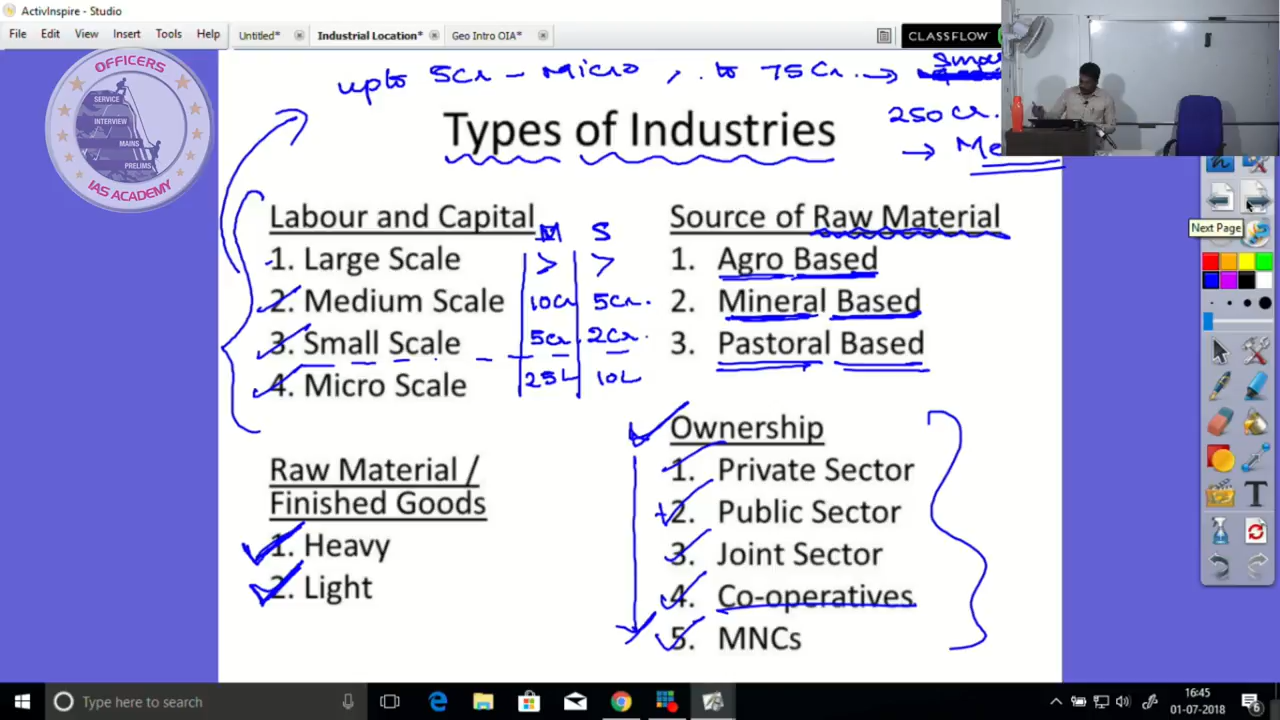 ActivInspire - Studio
File Edit View Insert Tools Help
Untitled* Industrial Location* Geo Intro OIA* CLASSFLOW
OFFICERS
SERVICE
INTERVIEW
MAINS
PRELIMS
IAS ACADEMY
upto 5Cr - Micro , . to 75Cr. →
250 Cr.
→ Me
Types of Industries
Labour and Capital
M S
1. Large Scale > >
2. Medium Scale 10Cr 5Cr.
3. Small Scale 5Cr. 2Cr.
4. Micro Scale 25L 10L
Raw Material /
Finished Goods
1. Heavy
2. Light
Source of Raw Material
1. Agro Based
2. Mineral Based
3. Pastoral Based
Ownership
1. Private Sector
2. Public Sector
3. Joint Sector
4. Co-operatives
5. MNCs
Next Page
Type here to search
16:45
01-07-2018
6